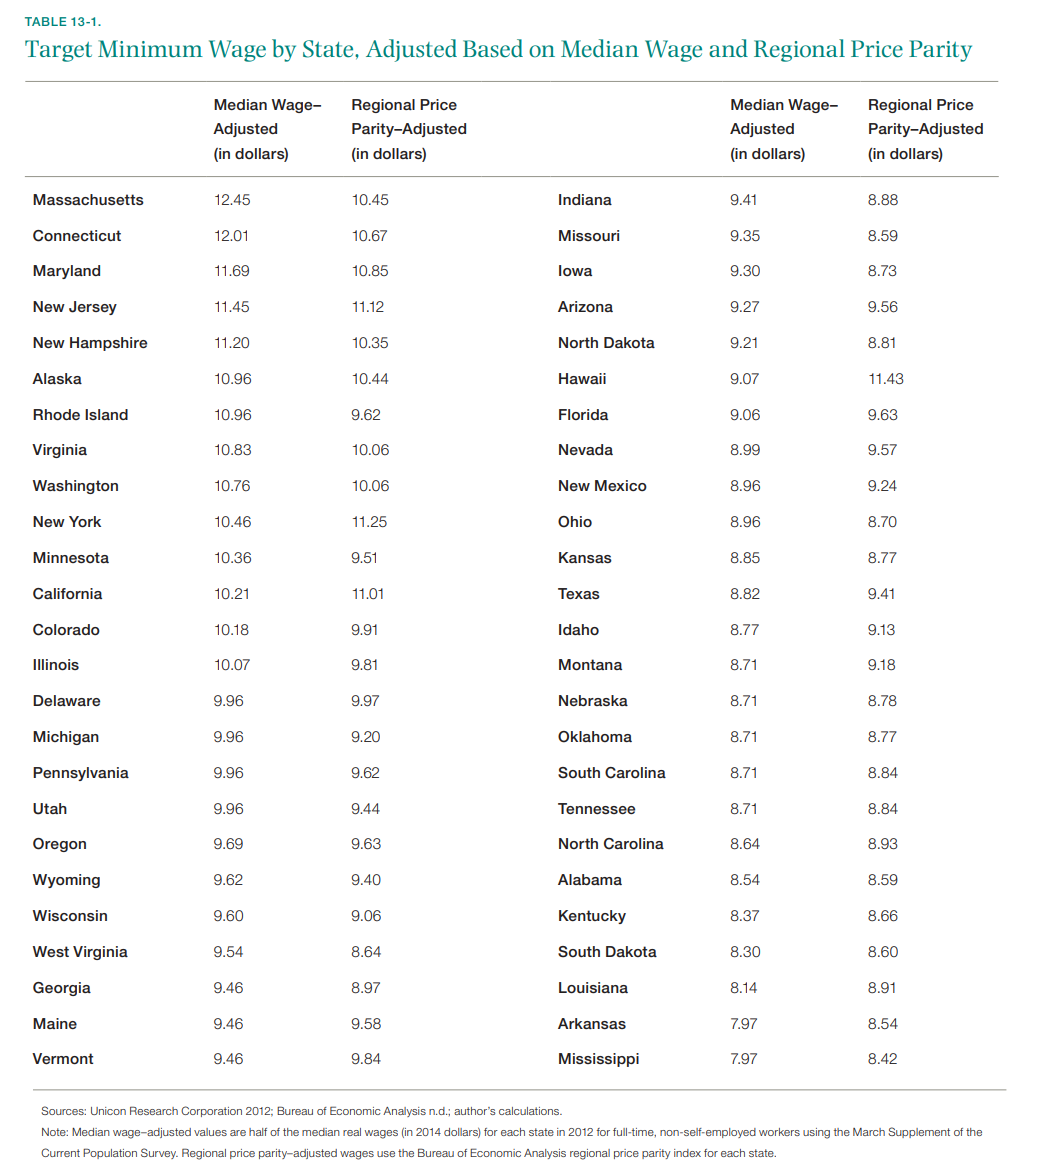 TABLE 13-1.
Target Minimum Wage by State, Adjusted Based on Median Wage and Regional Price Parity
Median Wage– Regional Price Median Wage– Regional Price
Adjusted Parity–Adjusted Adjusted Parity–Adjusted
(in dollars) (in dollars) (in dollars) (in dollars)
Massachusetts 12.45 10.45 Indiana 9.41 8.88
Connecticut 12.01 10.67 Missouri 9.35 8.59
Maryland 11.69 10.85 Iowa 9.30 8.73
New Jersey 11.45 11.12 Arizona 9.27 9.56
New Hampshire 11.20 10.35 North Dakota 9.21 8.81
Alaska 10.96 10.44 Hawaii 9.07 11.43
Rhode Island 10.96 9.62 Florida 9.06 9.63
Virginia 10.83 10.06 Nevada 8.99 9.57
Washington 10.76 10.06 New Mexico 8.96 9.24
New York 10.46 11.25 Ohio 8.96 8.70
Minnesota 10.36 9.51 Kansas 8.85 8.77
California 10.21 11.01 Texas 8.82 9.41
Colorado 10.18 9.91 Idaho 8.77 9.13
Illinois 10.07 9.81 Montana 8.71 9.18
Delaware 9.96 9.97 Nebraska 8.71 8.78
Michigan 9.96 9.20 Oklahoma 8.71 8.77
Pennsylvania 9.96 9.62 South Carolina 8.71 8.84
Utah 9.96 9.44 Tennessee 8.71 8.84
Oregon 9.69 9.63 North Carolina 8.64 8.93
Wyoming 9.62 9.40 Alabama 8.54 8.59
Wisconsin 9.60 9.06 Kentucky 8.37 8.66
West Virginia 9.54 8.64 South Dakota 8.30 8.60
Georgia 9.46 8.97 Louisiana 8.14 8.91
Maine 9.46 9.58 Arkansas 7.97 8.54
Vermont 9.46 9.84 Mississippi 7.97 8.42
Sources: Unicon Research Corporation 2012; Bureau of Economic Analysis n.d.; author's calculations.
Note: Median wage–adjusted values are half of the median real wages (in 2014 dollars) for each state in 2012 for full-time, non-self-employed workers using the March Supplement of the
Current Population Survey. Regional price parity–adjusted wages use the Bureau of Economic Analysis regional price parity index for each state.